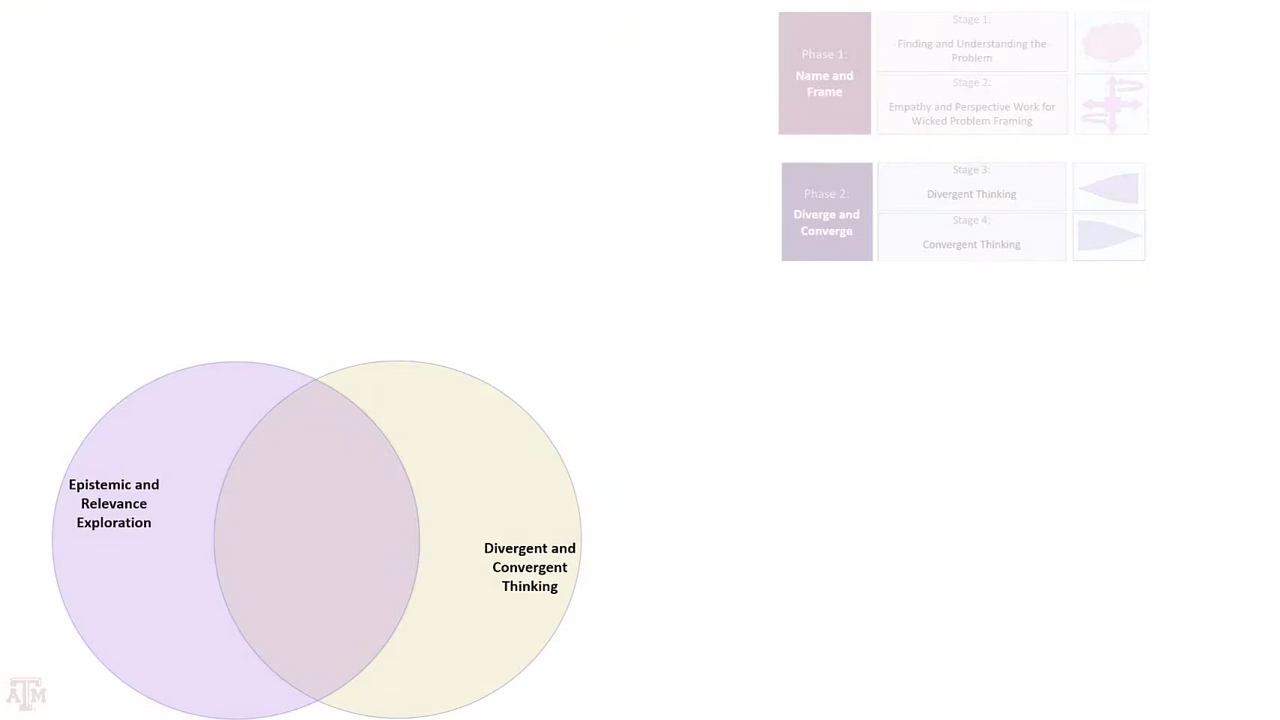 Stage 1:
Phase 1:
Finding and Understanding the
Problem
Name and
Frame
Stage 2:
Empathy and Perspective Work for
Wicked Problem Framing
Stage 3:
Phase 2:
Divergent Thinking
Diverge and
Converge
Stage 4:
Convergent Thinking
Epistemic and
Relevance
Exploration
Divergent and
Convergent
Thinking
ATM